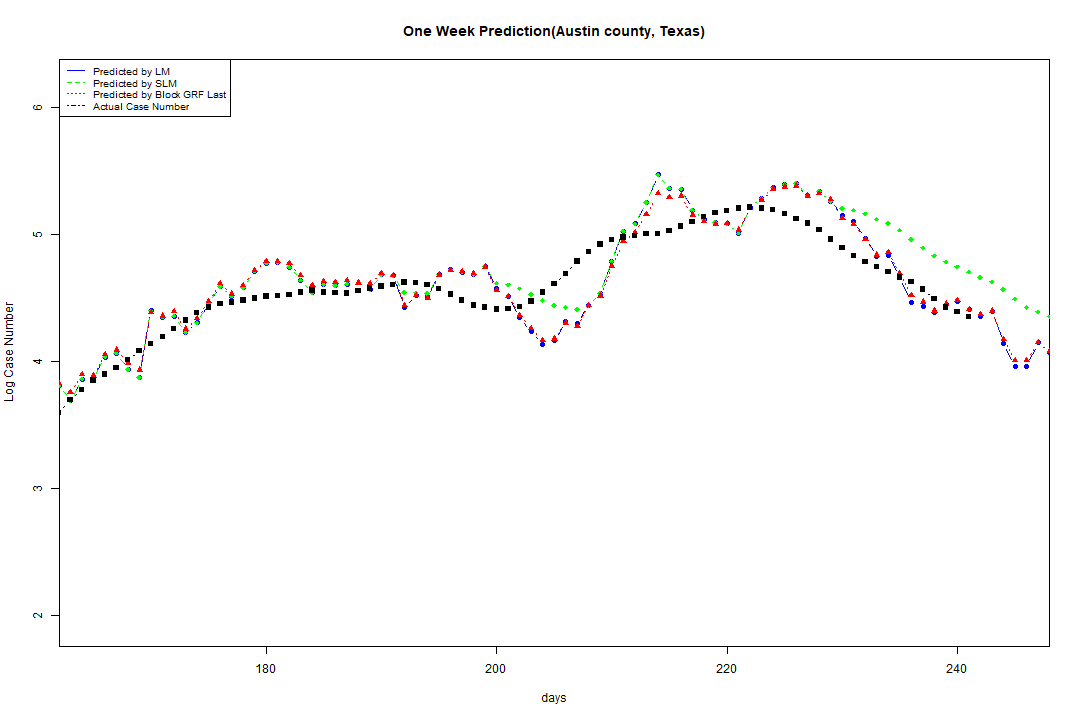 One Week Prediction(Austin county, Texas)
Predicted by LM
Predicted by SLM
Predicted by Block GRF Last
Actual Case Number
6
5
4
3
2
Log Case Number
180
200
220
240
days